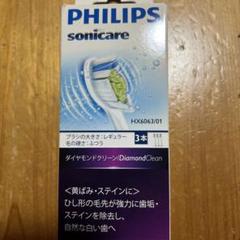 PHILIPS
sonicare
HX6063/01
ブラシの大きさ：レギュラー
毛の硬さ：ふつう
3本
ダイヤモンドクリーン/DiamondClean
＜黄ばみ・ステインに＞
ひし形の毛先が強力に歯垢・
ステインを除去し、
自然な白い歯へ